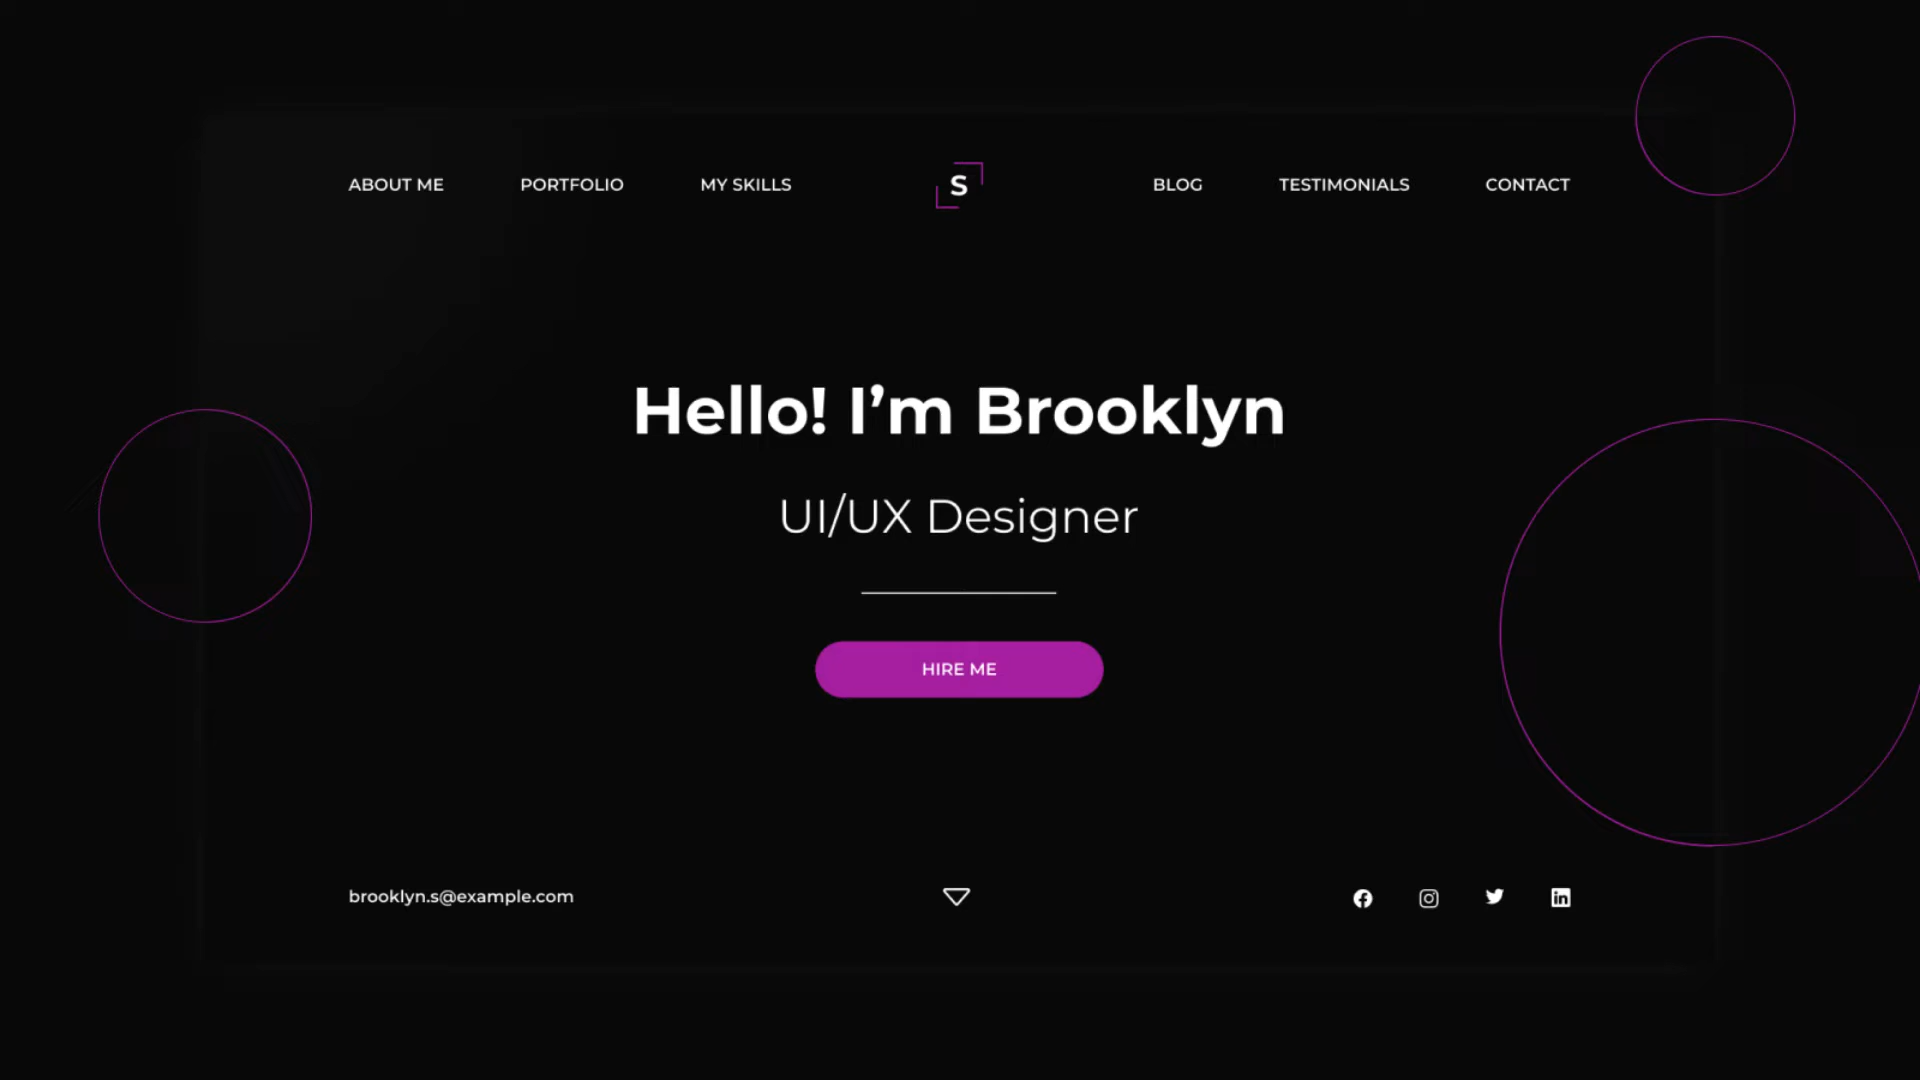 ABOUT ME PORTFOLIO MY SKILLS S BLOG TESTIMONIALS CONTACT
Hello! I’m Brooklyn
UI/UX Designer
HIRE ME
brooklyn.s@example.com